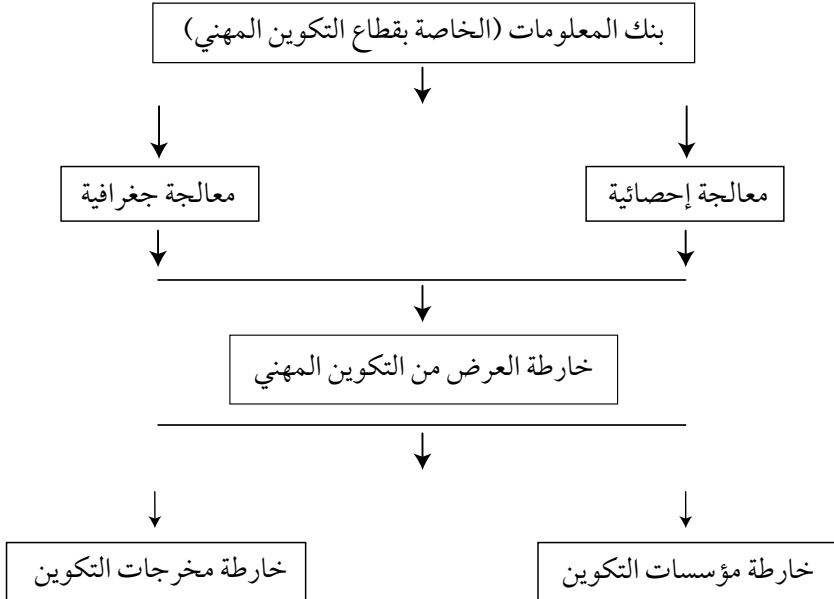 بنك المعلومات (الخاصة بقطاع التكوين المهني)
معالجة إحصائية
معالجة جغرافية
خارطة العرض من التكوين المهني
خارطة مؤسسات التكوين
خارطة مخرجات التكوين